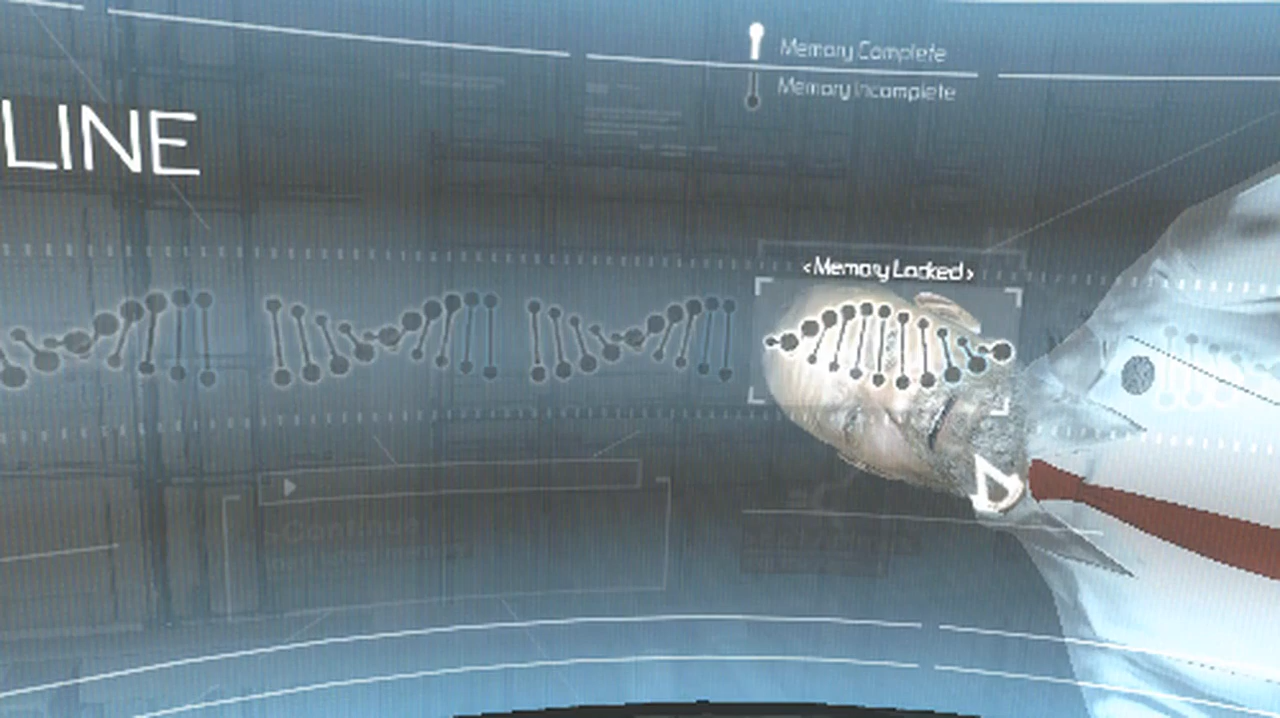 Memory Complete
Memory Incomplete
LINE
<Memory Locked>
Continue